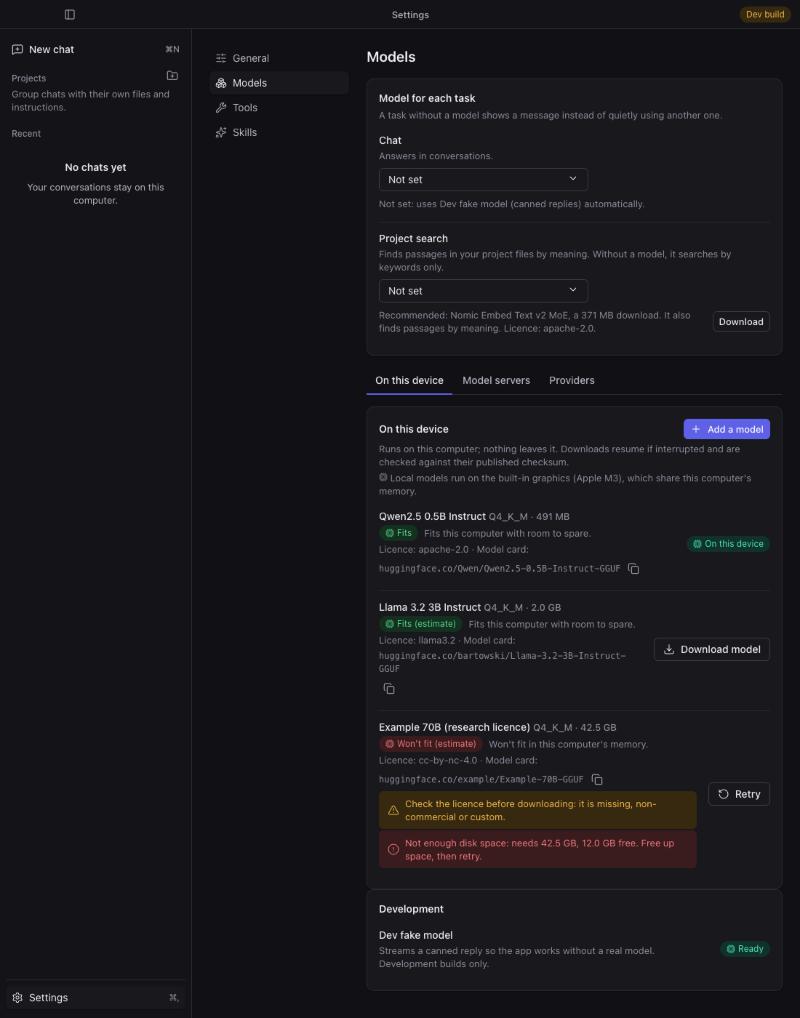 Settings
Dev build
New chat
⌘N
Projects
Group chats with their own files and
instructions.
Recent
No chats yet
Your conversations stay on this
computer.
Settings
⌘,
General
Models
Tools
Skills
Models
Model for each task
A task without a model shows a message instead of quietly using another one.
Chat
Answers in conversations.
Not set
Not set: uses Dev fake model (canned replies) automatically.
Project search
Finds passages in your project files by meaning. Without a model, it searches by
keywords only.
Not set
Recommended: Nomic Embed Text v2 MoE, a 371 MB download. It also
finds passages by meaning. Licence: apache-2.0.
Download
On this device
Model servers
Providers
On this device
Add a model
Runs on this computer; nothing leaves it. Downloads resume if interrupted and are
checked against their published checksum.
Local models run on the built-in graphics (Apple M3), which share this computer's
memory.
Qwen2.5 0.5B Instruct Q4_K_M · 491 MB
Fits Fits this computer with room to spare.
Licence: apache-2.0 · Model card:
huggingface.co/Qwen/Qwen2.5-0.5B-Instruct-GGUF
On this device
Llama 3.2 3B Instruct Q4_K_M · 2.0 GB
Fits (estimate) Fits this computer with room to spare.
Licence: llama3.2 · Model card:
huggingface.co/bartowski/Llama-3.2-3B-Instruct-
GGUF
Download model
Example 70B (research licence) Q4_K_M · 42.5 GB
Won't fit (estimate) Won't fit in this computer's memory.
Licence: cc-by-nc-4.0 · Model card:
huggingface.co/example/Example-70B-GGUF
Retry
Check the licence before downloading: it is missing, non-
commercial or custom.
Not enough disk space: needs 42.5 GB, 12.0 GB free. Free up
space, then retry.
Development
Dev fake model
Streams a canned reply so the app works without a real model.
Development builds only.
Ready